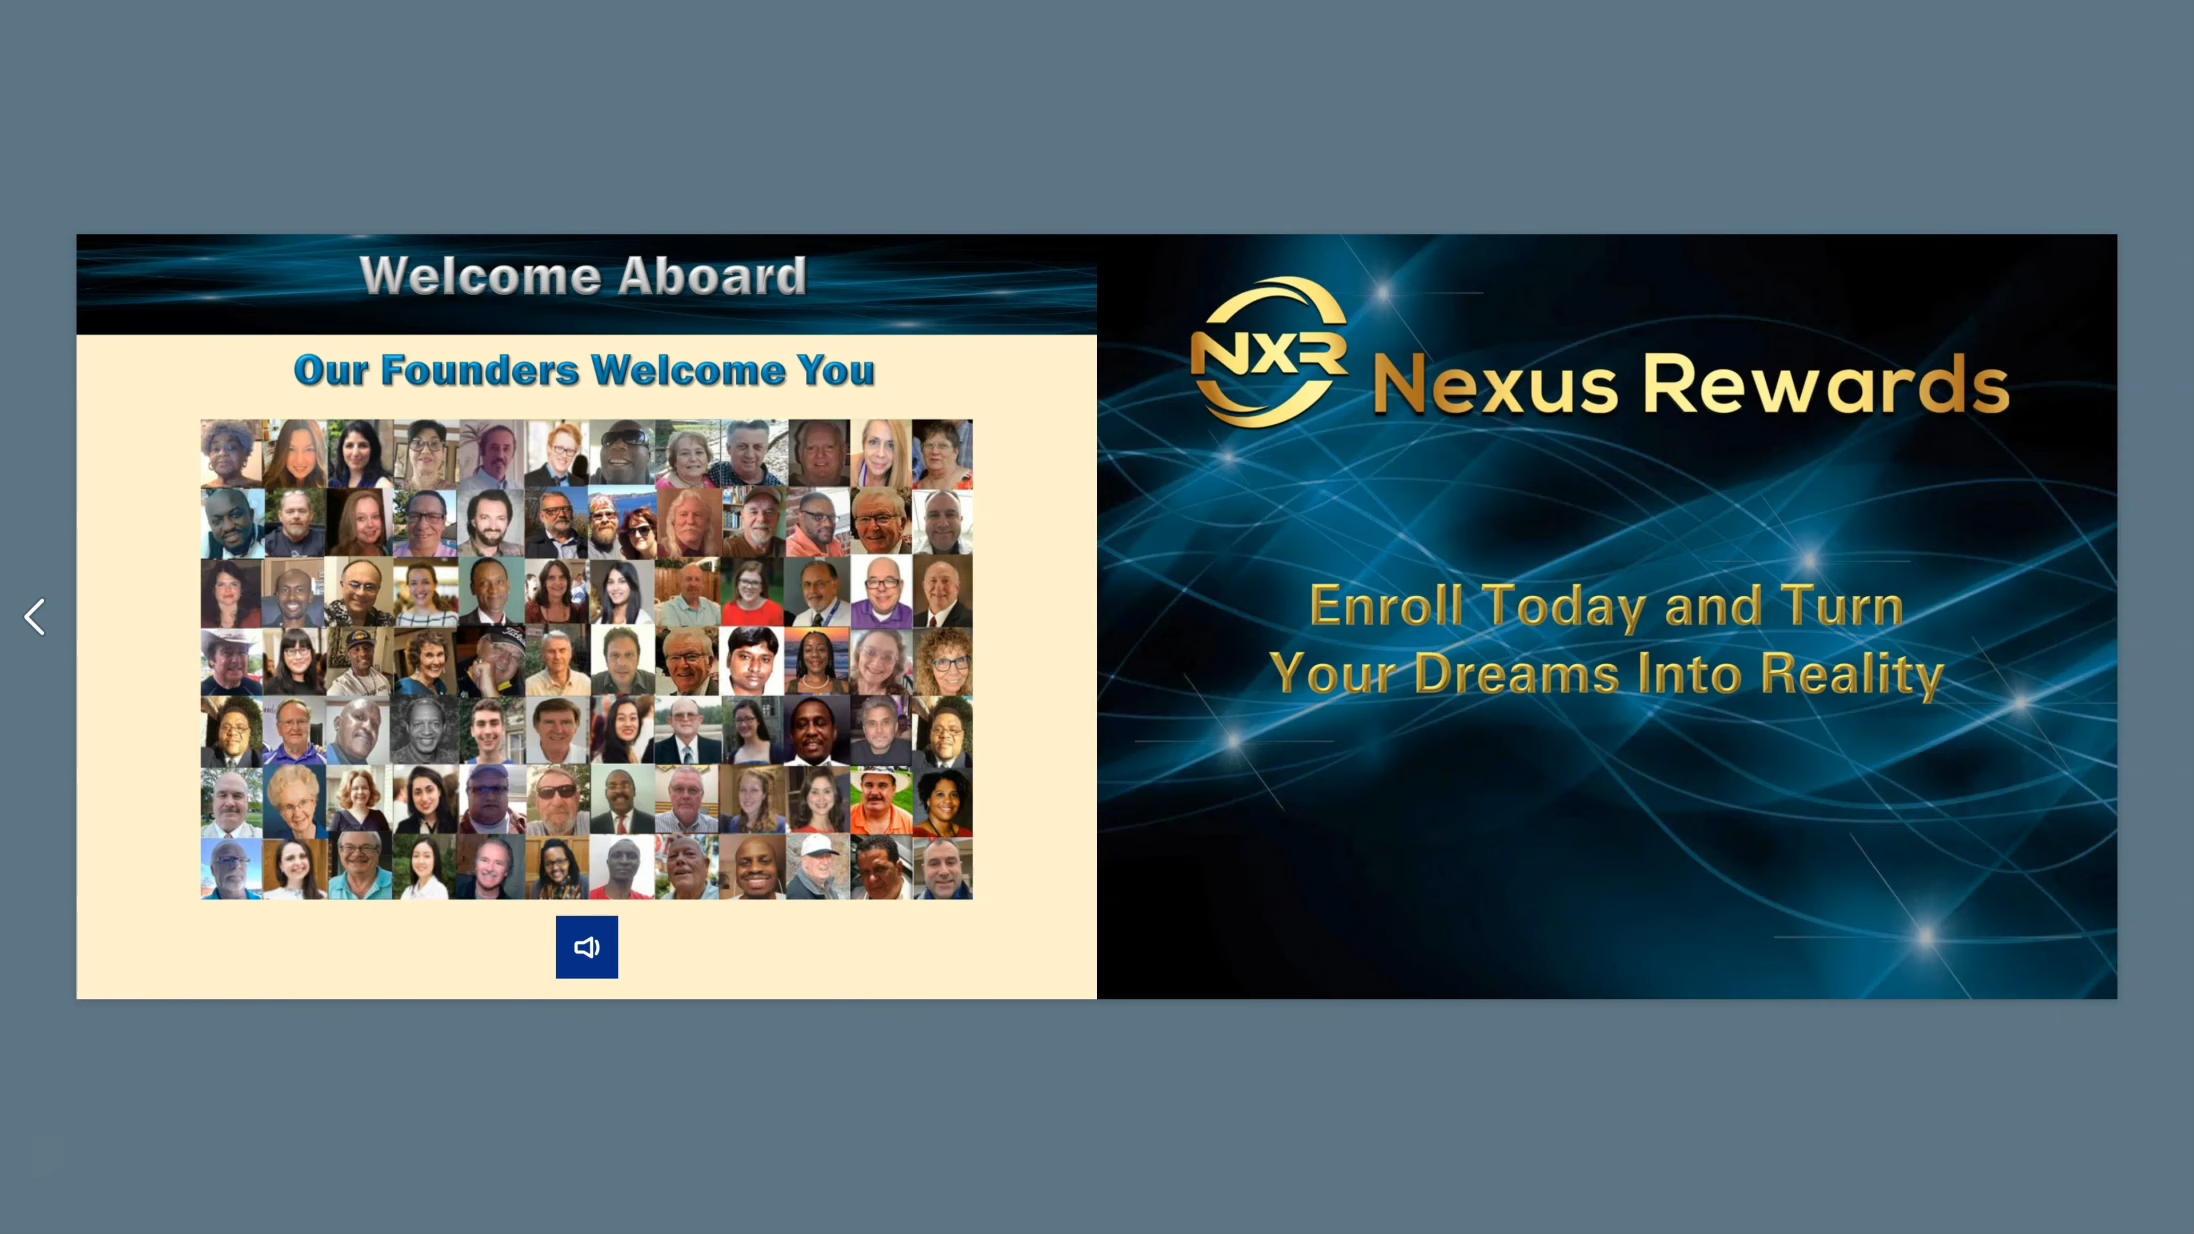 Welcome Aboard
Our Founders Welcome You
NXR
Nexus Rewards
Enroll Today and Turn
Your Dreams Into Reality